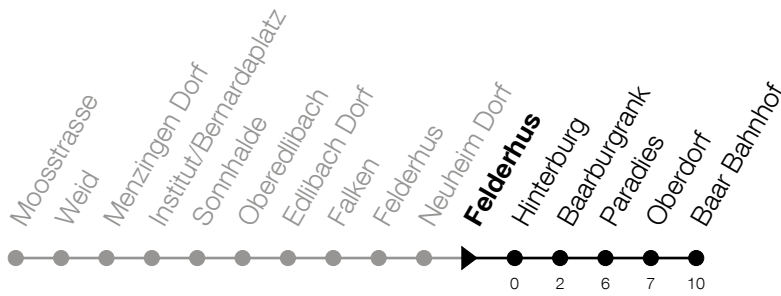 Moosstrasse
Weid
Menzingen Dorf
Institut/Bernardaplatz
Sonnhalde
Oberedlibach
Edlibach Dorf
Falken
Felderhus
Neuheim Dorf
Felderhus
Hinterburg
Baarburgrank
Paradies
Oberdorf
Baar Bahnhof
0 2 6 7 10